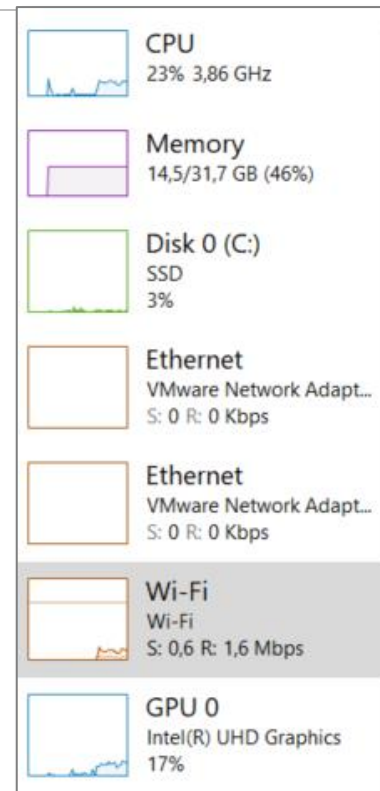 CPU
23% 3,86 GHz
Memory
14,5/31,7 GB (46%)
Disk 0 (C:)
SSD
3%
Ethernet
VMware Network Adapt...
S: 0 R: 0 Kbps
Ethernet
VMware Network Adapt...
S: 0 R: 0 Kbps
Wi-Fi
Wi-Fi
S: 0,6 R: 1,6 Mbps
GPU 0
Intel(R) UHD Graphics
17%